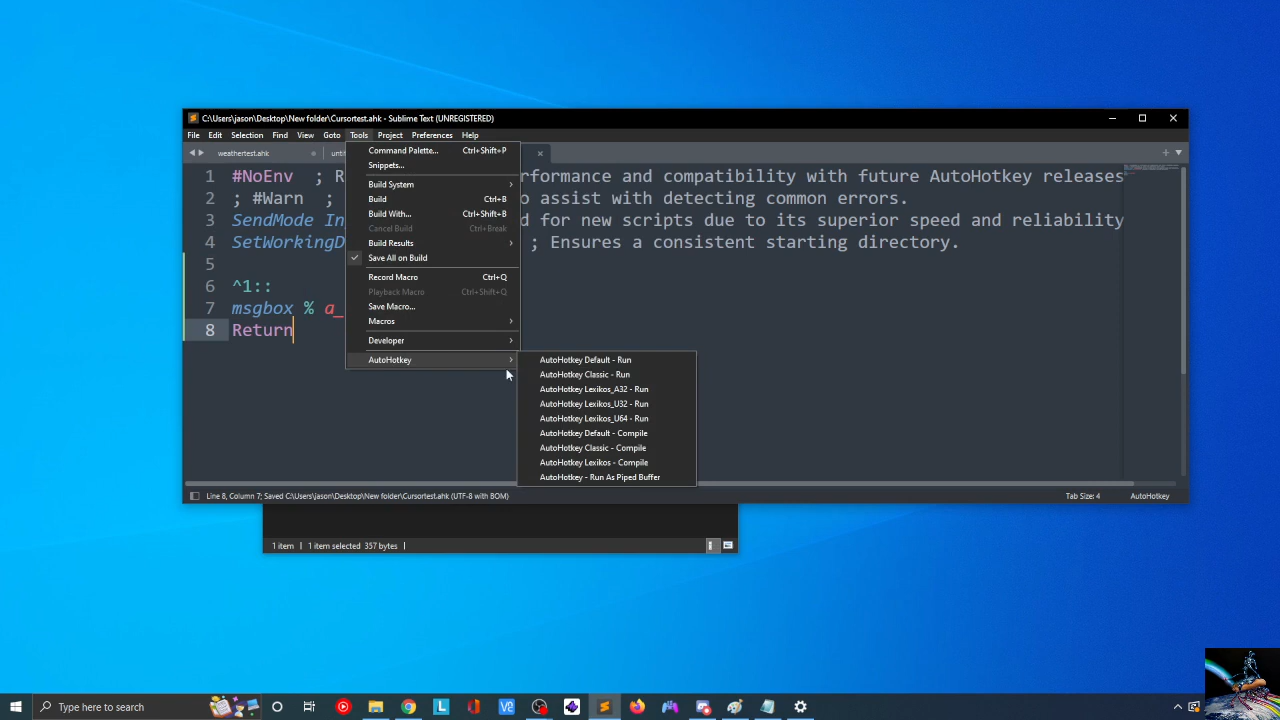 C:\Users\jason\Desktop\New folder\Cursortest.ahk - Sublime Text (UNREGISTERED)
File Edit Selection Find View Goto Tools Project Preferences Help
weathertest.ahk
Command Palette... Ctrl+Shift+P
Snippets...
Build System
Build Ctrl+B
Build With... Ctrl+Shift+B
Cancel Build Ctrl+Break
Build Results
Save All on Build
Record Macro Ctrl+Q
Playback Macro Ctrl+Shift+Q
Save Macro...
Macros
Developer
AutoHotkey
AutoHotkey Default - Run
AutoHotkey Classic - Run
AutoHotkey Lexikos_A32 - Run
AutoHotkey Lexikos_U32 - Run
AutoHotkey Lexikos_U64 - Run
AutoHotkey Default - Compile
AutoHotkey Classic - Compile
AutoHotkey Lexikos - Compile
AutoHotkey - Run As Piped Buffer
1 #NoEnv ; R rformance and compatibility with future AutoHotkey releases
2 ; #Warn ; o assist with detecting common errors.
3 SendMode In d for new scripts due to its superior speed and reliability
4 SetWorkingD ; Ensures a consistent starting directory.
5
6 ^1::
7 msgbox % a_
8 Return
Line 8, Column 7; Saved C:\Users\jason\Desktop\New folder\Cursortest.ahk (UTF-8 with BOM) Tab Size: 4 AutoHotkey
1 item 1 item selected 357 bytes
Type here to search